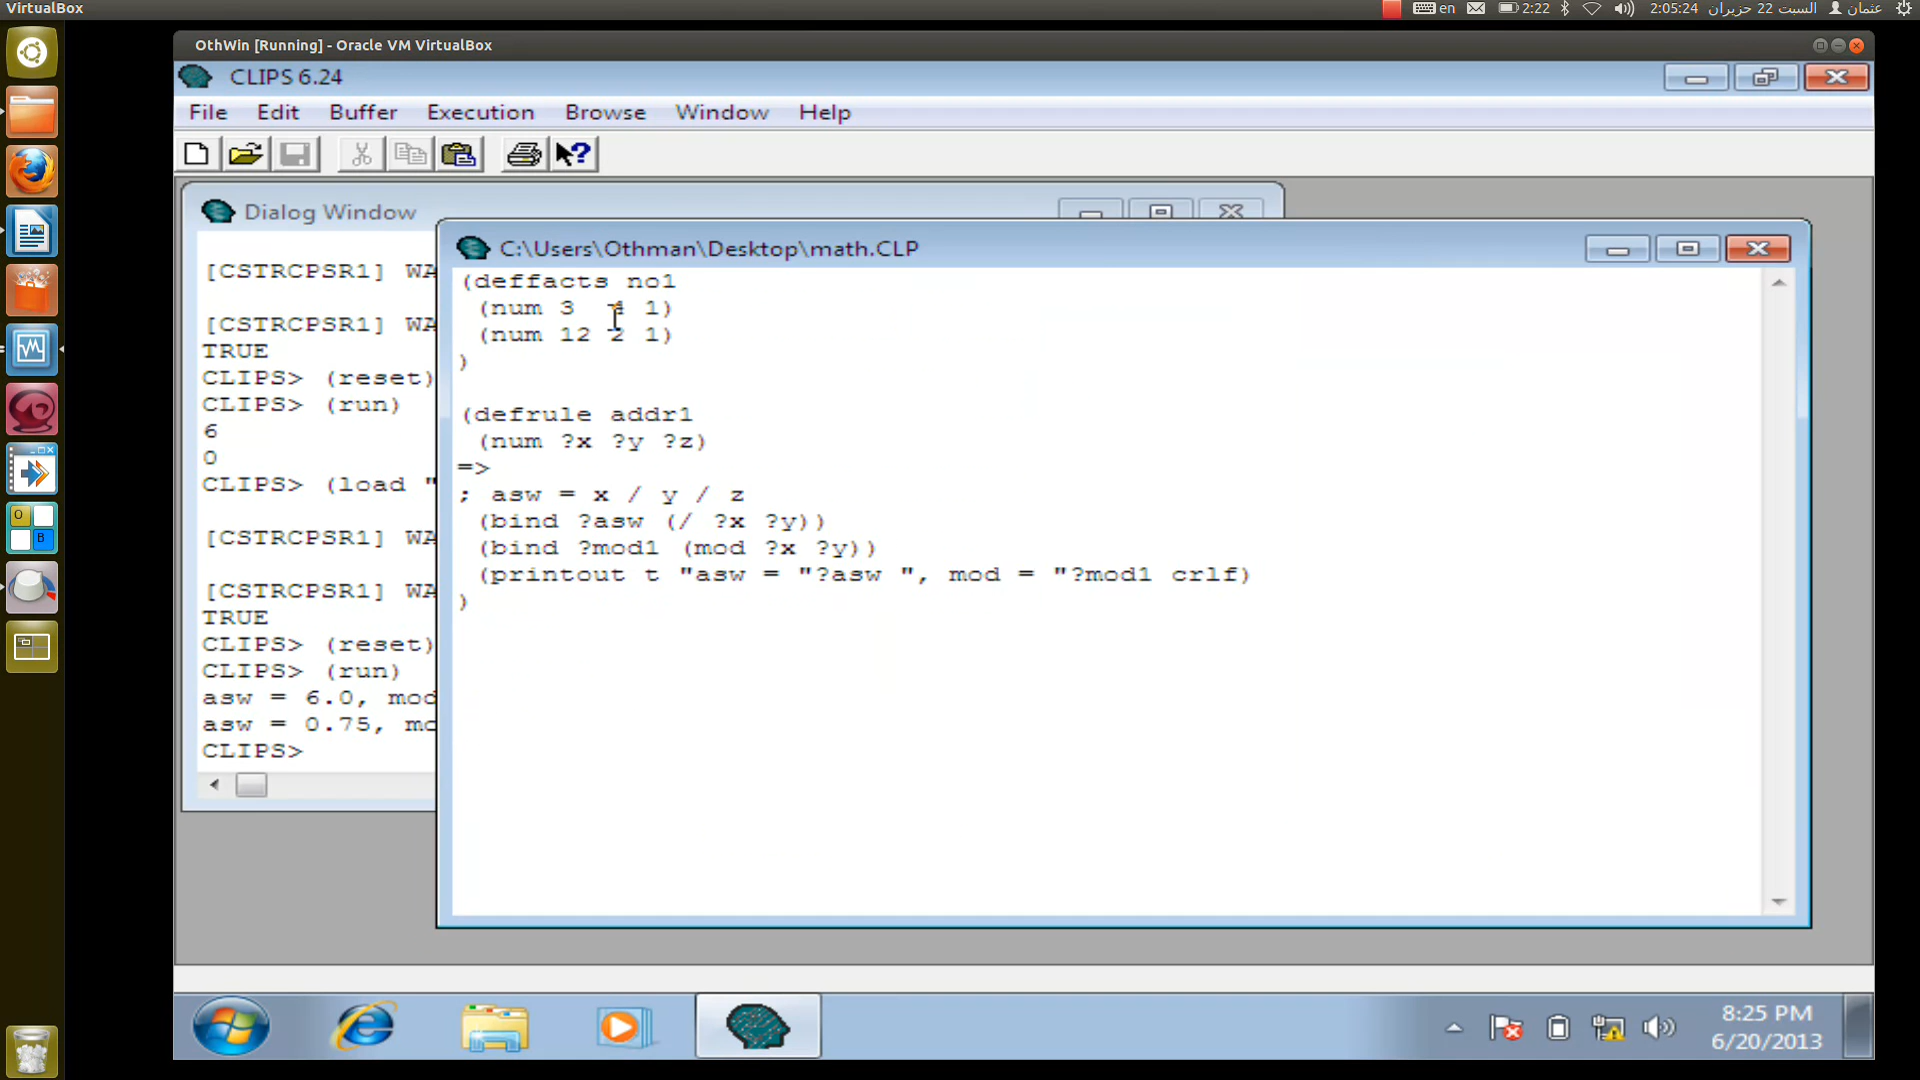 VirtualBox
en
2:22
2:05:24
السبت 22 حزيران
عثمان
OthWin [Running] - Oracle VM VirtualBox
CLIPS 6.24
File Edit Buffer Execution Browse Window Help
Dialog Window
[CSTRCPSR1] WA
[CSTRCPSR1] WA
TRUE
CLIPS> (reset)
CLIPS> (run)
6
0
CLIPS> (load "
[CSTRCPSR1] WA
[CSTRCPSR1] WA
TRUE
CLIPS> (reset)
CLIPS> (run)
asw = 6.0, mod
asw = 0.75, mo
CLIPS>
C:\Users\Othman\Desktop\math.CLP
(deffacts no1
(num 3 4 1)
(num 12 2 1)
)
(defrule addr1
(num ?x ?y ?z)
=>
; asw = x / y / z
(bind ?asw (/ ?x ?y))
(bind ?mod1 (mod ?x ?y))
(printout t "asw = "?asw ", mod = "?mod1 crlf)
)
8:25 PM
6/20/2013